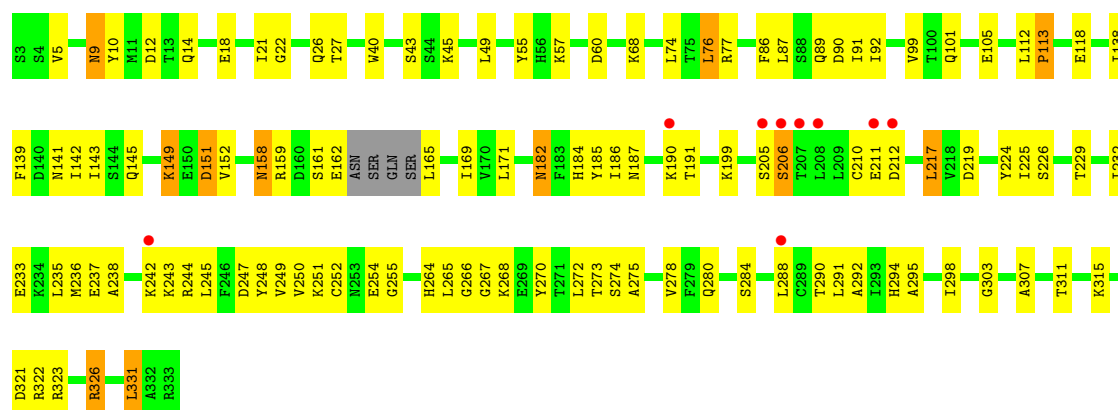 S3 S4 V5 N9 Y10 M11 D12 T13 Q14 E18 I21 G22 Q26 T27 W40 S43 S44 K45 L49 Y55 H56 K57 D60 K68 L74 T75 L76 R77 F86 L87 S88 Q89 D90 I91 I92 V99 T100 Q101 E105 L112 P113 E118 I138
F139 D140 N141 I142 I143 S144 Q145 K149 E150 D151 V152 N158 R159 D160 S161 E162 ASN SER GLN SER L165 I169 V170 L171 N182 F183 H184 Y185 I186 N187 K190 T191 K199 S205 S206 T207 L208 L209 C210 E211 D212 L217 V218 D219 Y224 I225 S226 T229 I232
E233 K234 L235 M236 E237 A238 K242 K243 R244 L245 F246 D247 Y248 V249 V250 K251 C252 N253 E254 G255 H264 L265 G266 G267 K268 E269 Y270 T271 L272 T273 S274 A275 V278 F279 Q280 S284 L288 C289 T290 L291 A292 I293 H294 A295 I298 G303 A307 T311 K315
D321 R322 R323 R326 L331 A332 R333